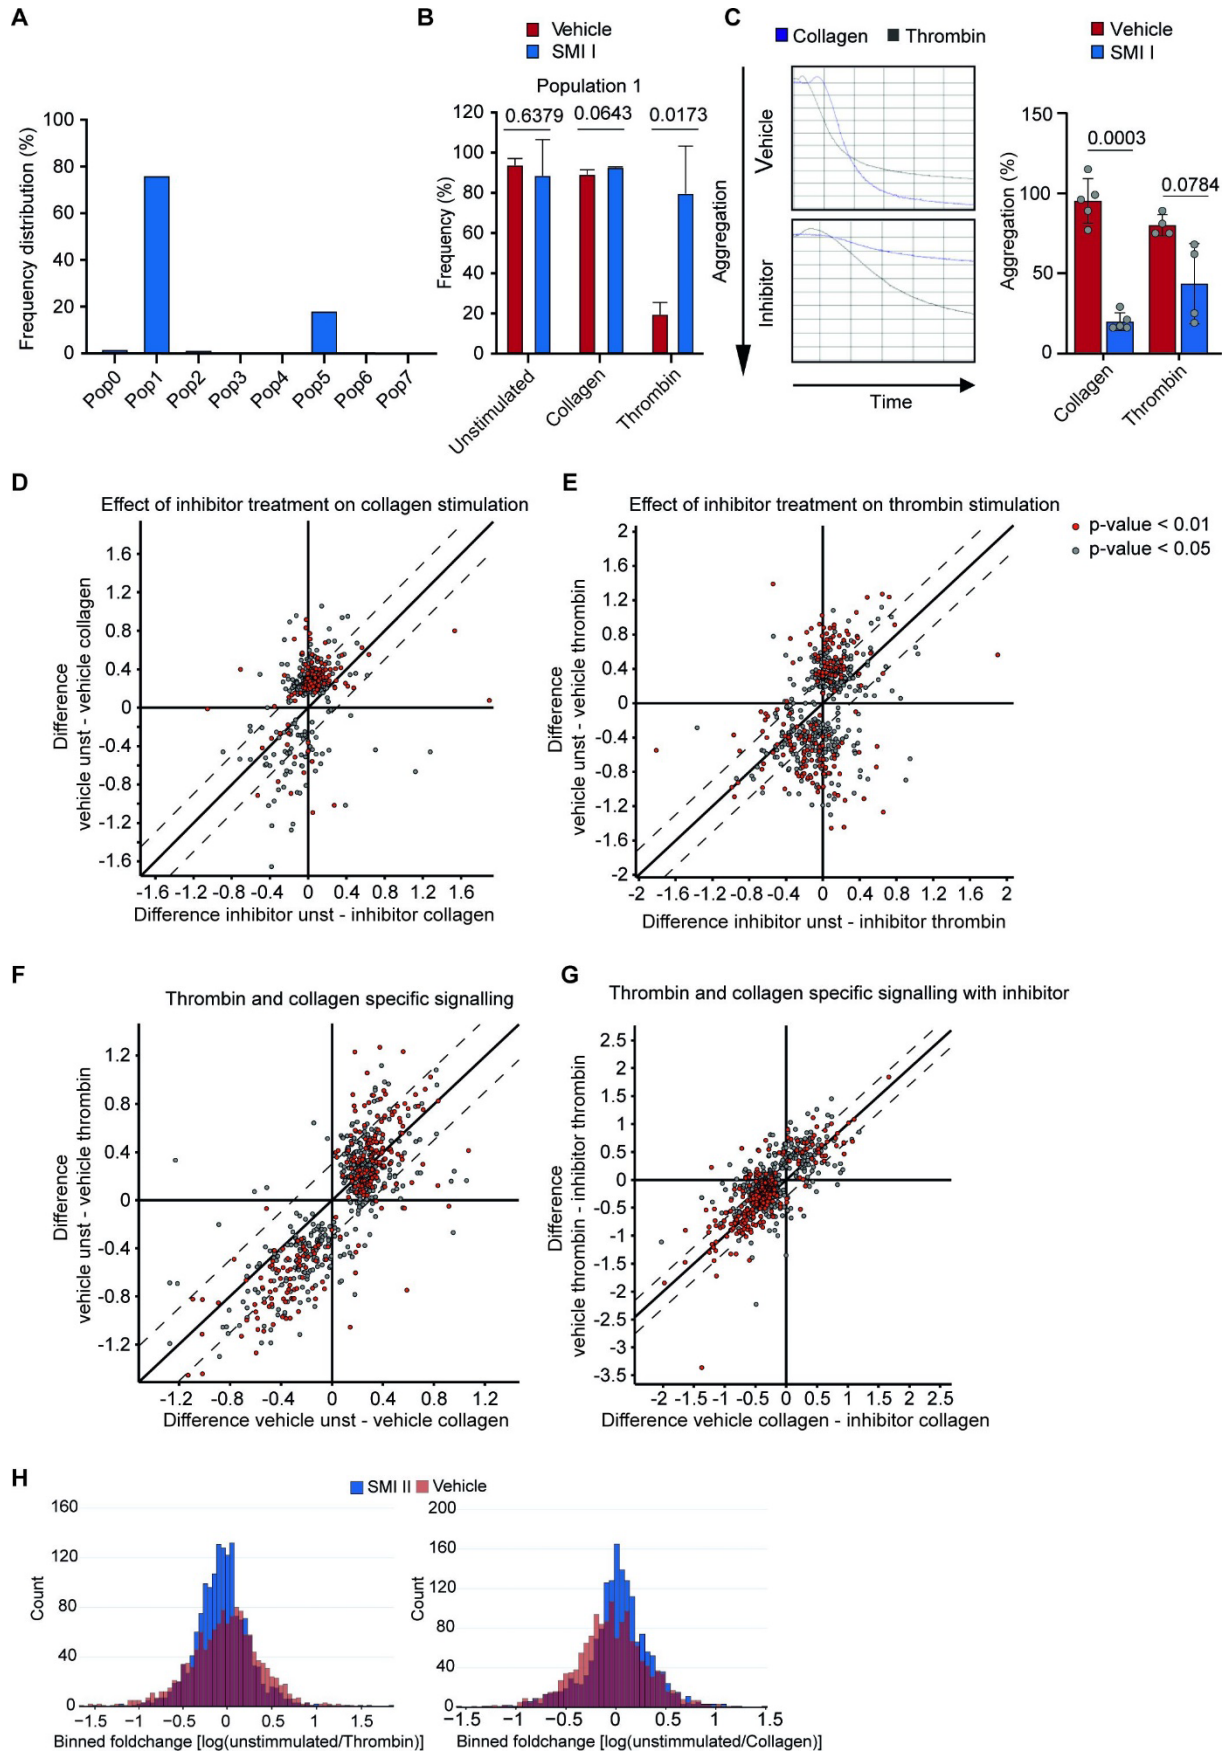 A
Frequency distribution (%)
100
80
60
40
20
0
Pop0
Pop1
Pop2
Pop3
Pop4
Pop5
Pop6
Pop7
B
Vehicle
SMI I
Population 1
Frequency (%)
120
100
80
60
40
20
0
0.6379
0.0643
0.0173
Unstimulated
Collagen
Thrombin
C
Collagen
Thrombin
Aggregation
Vehicle
Inhibitor
Time
Vehicle
SMI I
Aggregation (%)
150
100
50
0
0.0003
0.0784
Collagen
Thrombin
D
Effect of inhibitor treatment on collagen stimulation
Difference
vehicle unst - vehicle collagen
1.6
1.2
0.8
0.4
0
-0.4
-0.8
-1.2
-1.6
-1.6 -1.2 -0.8 -0.4 0 0.4 1.2 1.6
Difference inhibitor unst - inhibitor collagen
E
Effect of inhibitor treatment on thrombin stimulation
p-value < 0.01
p-value < 0.05
Difference
vehicle unst - vehicle thrombin
2
1.6
1.2
0.8
0.4
0
-0.4
-0.8
-1.2
-1.6
-2
-2 -1.6 -1.2 -0.8 -0.4 0 0.4 0.8 1.2 1.6 2
Difference inhibitor unst - inhibitor thrombin
F
Thrombin and collagen specific signalling
Difference
vehicle unst - vehicle thrombin
1.2
0.8
0.4
0
-0.4
-0.8
-1.2
-1.2 -0.8 -0.4 0 0.4 0.8 1.2
Difference vehicle unst - vehicle collagen
G
Thrombin and collagen specific signalling with inhibitor
Difference
vehicle thrombin - inhibitor thrombin
2.5
2
1.5
1
0.5
0
-0.5
-1
-1.5
-2
-2.5
-3
-3.5
-2 -1.5 -1 -0.5 0 0.5 1 1.5 2 2.5
Difference vehicle collagen - inhibitor collagen
H
SMI II Vehicle
Count
160
120
80
40
0
-1.5 -1 -0.5 0 0.5 1 1.5
Binned foldchange [log(unstimmulated/Thrombin)]
Count
200
160
120
80
40
0
-1.5 -1 -0.5 0 0.5 1 1.5
Binned foldchange [log(unstimmulated/Collagen)]